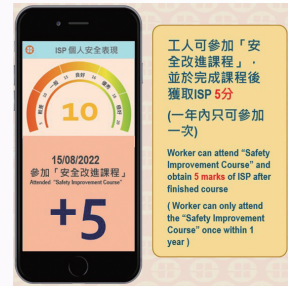 ISP 個人安全表現
10
15/08/2022
參加「安全改進課程」
Attended "Safety Improvement Course"
+5
工人可參加「安
全改進課程」,
並於完成課程後
獲取ISP 5分
(一年內只可參加
一次)
Worker can attend "Safety
Improvement Course" and
obtain 5 marks of ISP after
finished course
( Worker can only attend
the "Safety Improvement
Course" once within 1
year )